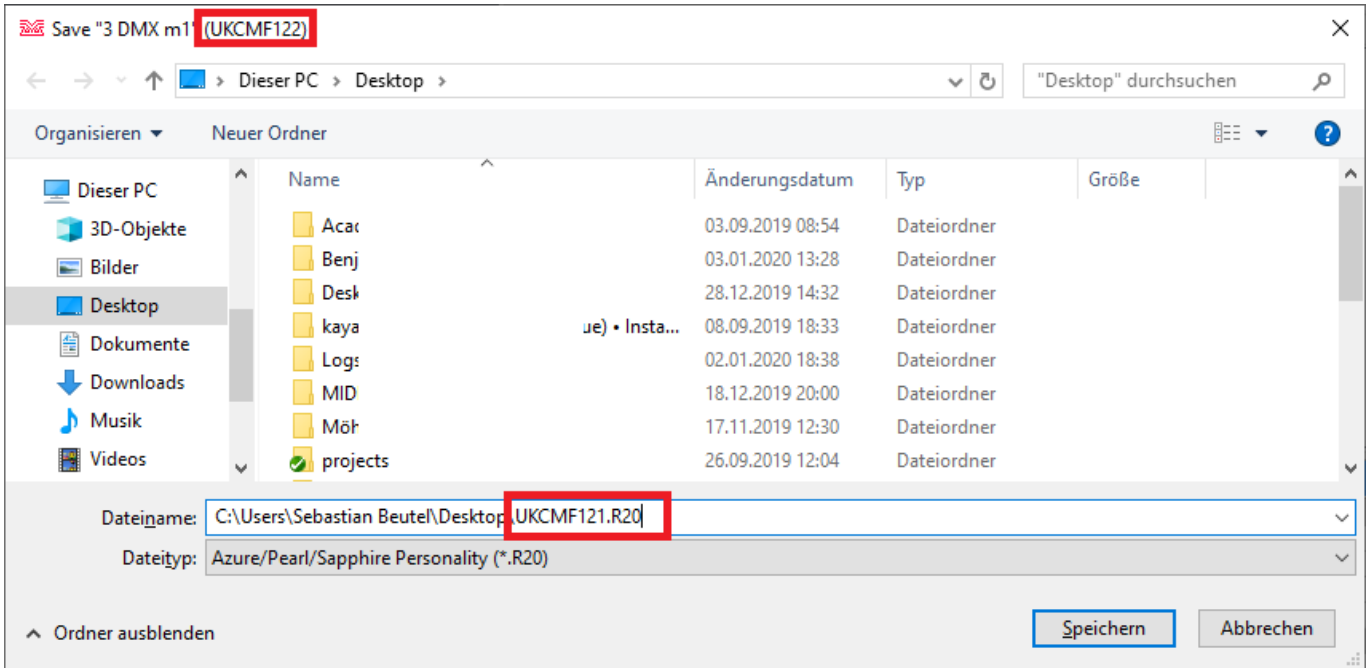 Save "3 DMX m1" (UKCMF122)
Dieser PC > Desktop > "Desktop" durchsuchen
Organisieren Neuer Ordner ?
Name Änderungsdatum Typ Größe
Dieser PC
3D-Objekte
Bilder
Desktop
Dokumente
Downloads
Musik
Videos
Acac 03.09.2019 08:54 Dateiordner
Benj 03.01.2020 13:28 Dateiordner
Desk 28.12.2019 14:32 Dateiordner
kaya ue) • Insta... 08.09.2019 18:33 Dateiordner
Logs 02.01.2020 18:38 Dateiordner
MID 18.12.2019 20:00 Dateiordner
Möh 17.11.2019 12:30 Dateiordner
projects 26.09.2019 12:04 Dateiordner
Dateiname: C:\Users\Sebastian Beutel\Desktop\UKCMF121.R20
Dateityp: Azure/Pearl/Sapphire Personality (*.R20)
Ordner ausblenden Speichern Abbrechen